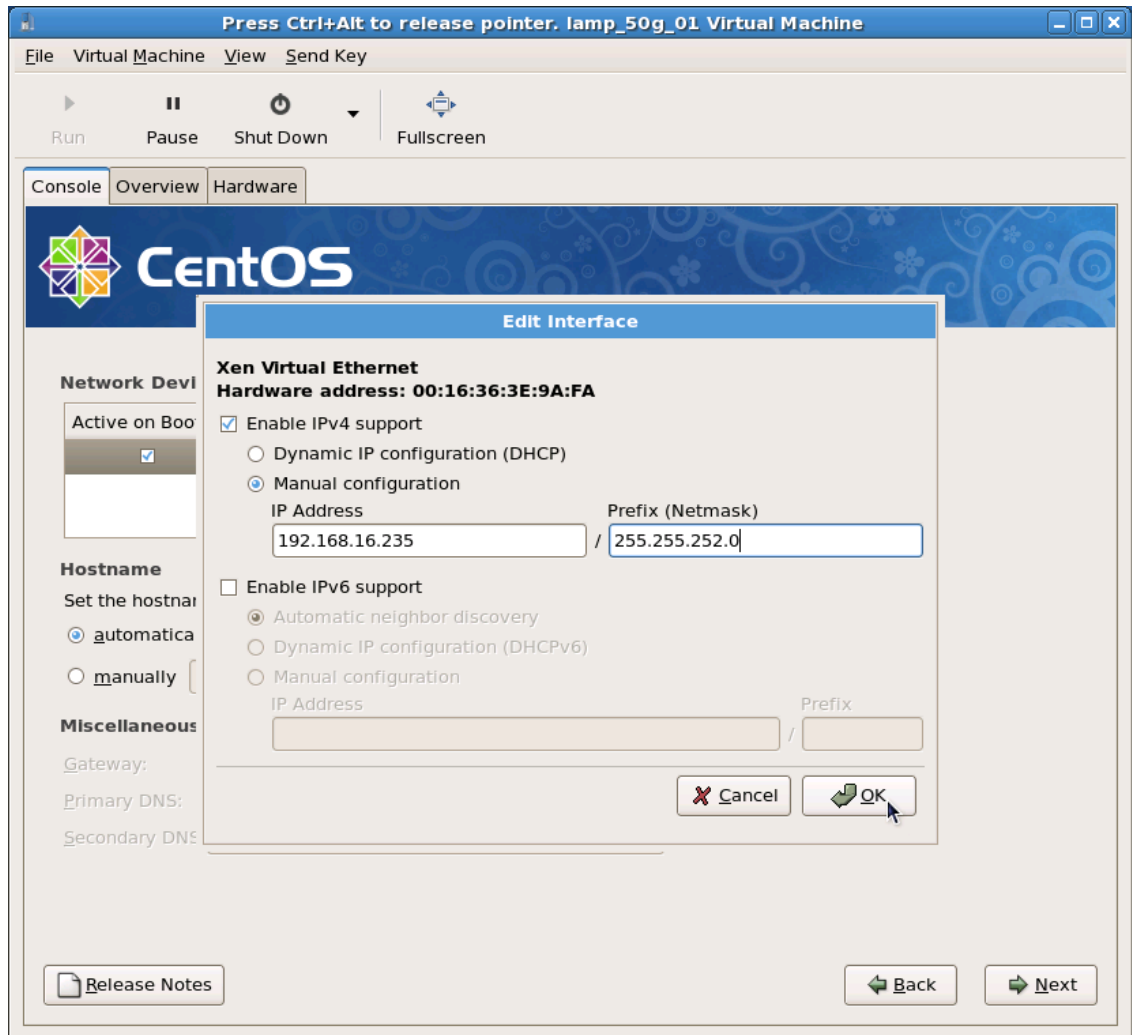 Press Ctrl+Alt to release pointer. lamp_50g_01 Virtual Machine
File Virtual Machine View Send Key
Run Pause Shut Down Fullscreen
Console Overview Hardware
CentOS
Edit Interface
Xen Virtual Ethernet
Hardware address: 00:16:36:3E:9A:FA
Network Devi
Active on Boo
Enable IPv4 support
Dynamic IP configuration (DHCP)
Manual configuration
IP Address Prefix (Netmask)
192.168.16.235 / 255.255.252.0
Hostname
Set the hostnar
automatica
manually
Enable IPv6 support
Automatic neighbor discovery
Dynamic IP configuration (DHCPv6)
Manual configuration
IP Address Prefix
/
Miscellaneous
Gateway:
Primary DNS:
Secondary DNS
Cancel OK
Release Notes Back Next